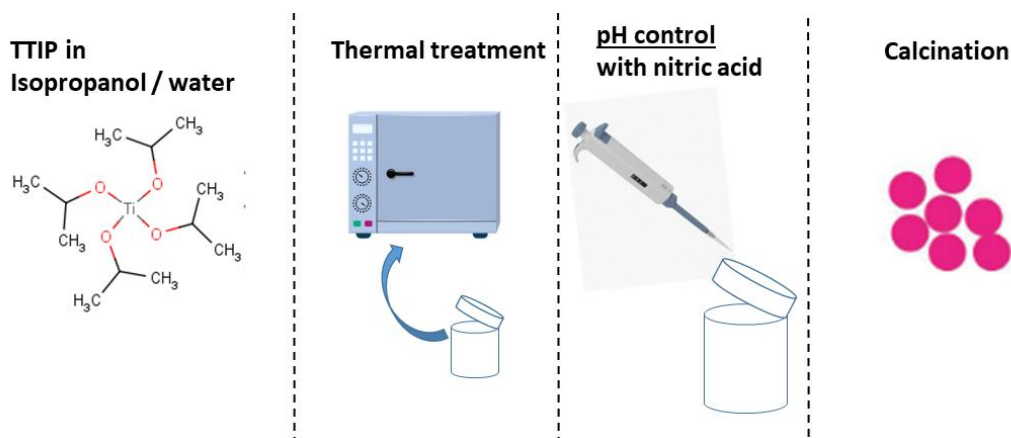 TTIP in
Isopropanol / water
Thermal treatment
pH control
with nitric acid
Calcination
CH₃
H₃C
CH₃
H₃C
O
O
Ti
O
O
CH₃
CH₃
CH₃
H₃C
CH₃